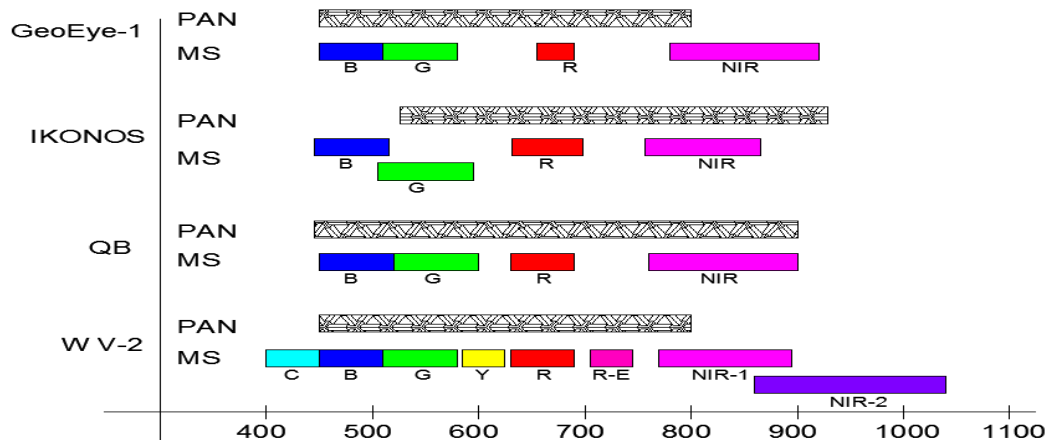 GeoEye-1
PAN
MS
B G R NIR
IKONOS
PAN
MS
B R NIR
G
QB
PAN
MS
B G R NIR
W V-2
PAN
MS
C B G Y R R-E NIR-1
NIR-2
400 500 600 700 800 900 1000 1100